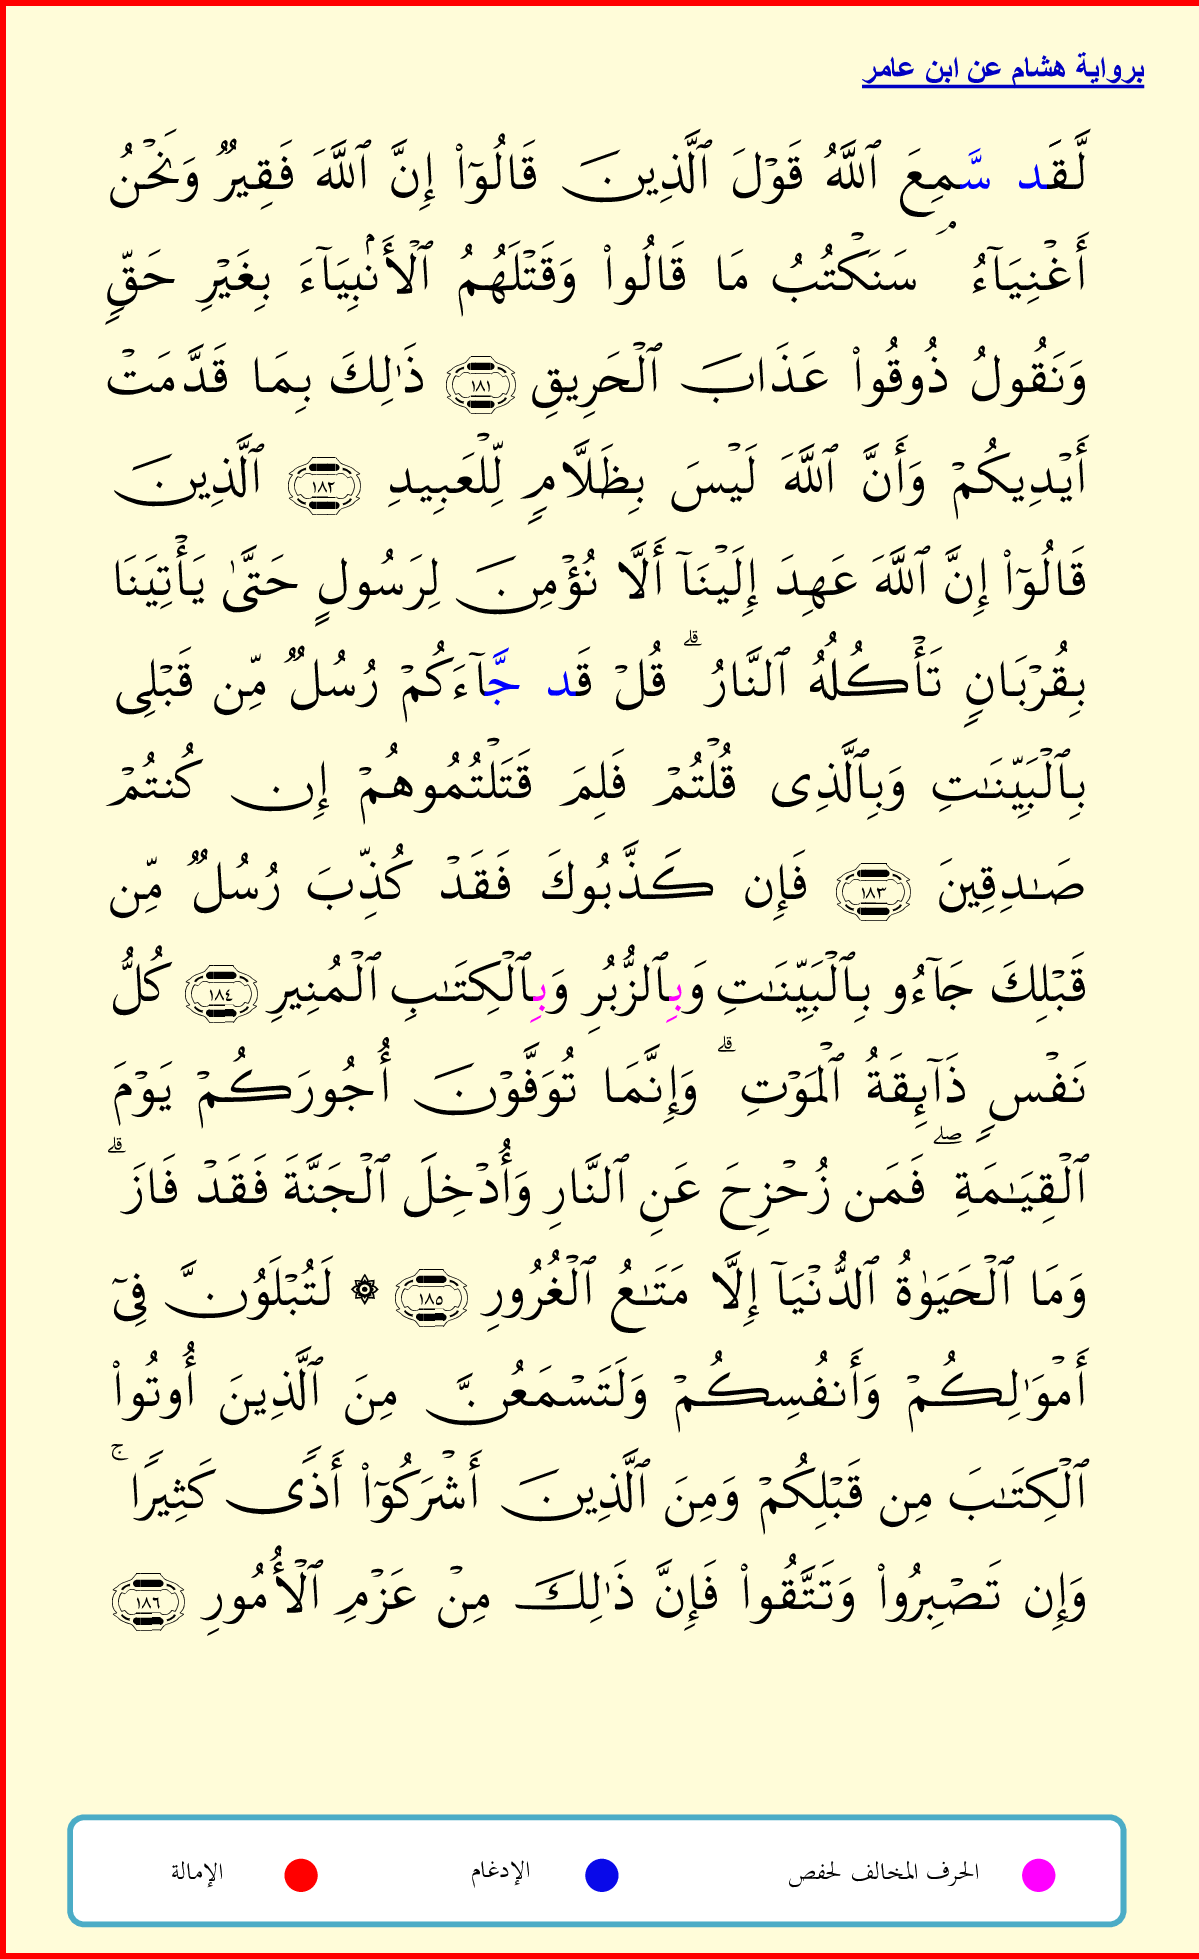 برواية هشام عن ابن عامر
لَّقَد سَّمِعَ ٱللَّهُ قَوْلَ ٱلَّذِينَ قَالُوٓا۟ إِنَّ ٱللَّهَ فَقِيرٌ وَنَحْنُ
أَغْنِيَآءُ ۘ سَنَكْتُبُ مَا قَالُوا۟ وَقَتْلَهُمُ ٱلْأَنۢبِيَآءَ بِغَيْرِ حَقٍّ
وَنَقُولُ ذُوقُوا۟ عَذَابَ ٱلْحَرِيقِ ١٨١ ذَٰلِكَ بِمَا قَدَّمَتْ
أَيْدِيكُمْ وَأَنَّ ٱللَّهَ لَيْسَ بِظَلَّامٍ لِّلْعَبِيدِ ١٨٢ ٱلَّذِينَ
قَالُوٓا۟ إِنَّ ٱللَّهَ عَهِدَ إِلَيْنَآ أَلَّا نُؤْمِنَ لِرَسُولٍ حَتَّىٰ يَأْتِيَنَا
بِقُرْبَانٍ تَأْكُلُهُ ٱلنَّارُ ۗ قُلْ قَد جَّآءَكُمْ رُسُلٌ مِّن قَبْلِى
بِٱلْبَيِّنَـٰتِ وَبِٱلَّذِى قُلْتُمْ فَلِمَ قَتَلْتُمُوهُمْ إِن كُنتُمْ
صَـٰدِقِينَ ١٨٣ فَإِن كَذَّبُوكَ فَقَدْ كُذِّبَ رُسُلٌ مِّن
قَبْلِكَ جَآءُو بِٱلْبَيِّنَـٰتِ وَبِٱلزُّبُرِ وَبِٱلْكِتَـٰبِ ٱلْمُنِيرِ ١٨٤ كُلُّ
نَفْسٍ ذَآئِقَةُ ٱلْمَوْتِ ۗ وَإِنَّمَا تُوَفَّوْنَ أُجُورَكُمْ يَوْمَ
ٱلْقِيَـٰمَةِ ۖ فَمَن زُحْزِحَ عَنِ ٱلنَّارِ وَأُدْخِلَ ٱلْجَنَّةَ فَقَدْ فَازَ ۗ
وَمَا ٱلْحَيَوٰةُ ٱلدُّنْيَآ إِلَّا مَتَـٰعُ ٱلْغُرُورِ ١٨٥ ۞ لَتُبْلَوُنَّ فِىٓ
أَمْوَٰلِكُمْ وَأَنفُسِكُمْ وَلَتَسْمَعُنَّ مِنَ ٱلَّذِينَ أُوتُوا۟
ٱلْكِتَـٰبَ مِن قَبْلِكُمْ وَمِنَ ٱلَّذِينَ أَشْرَكُوٓا۟ أَذًى كَثِيرًا ۚ
وَإِن تَصْبِرُوا۟ وَتَتَّقُوا۟ فَإِنَّ ذَٰلِكَ مِنْ عَزْمِ ٱلْأُمُورِ ١٨٦
الحرف المخالف لحفص الإدغام الإمالة